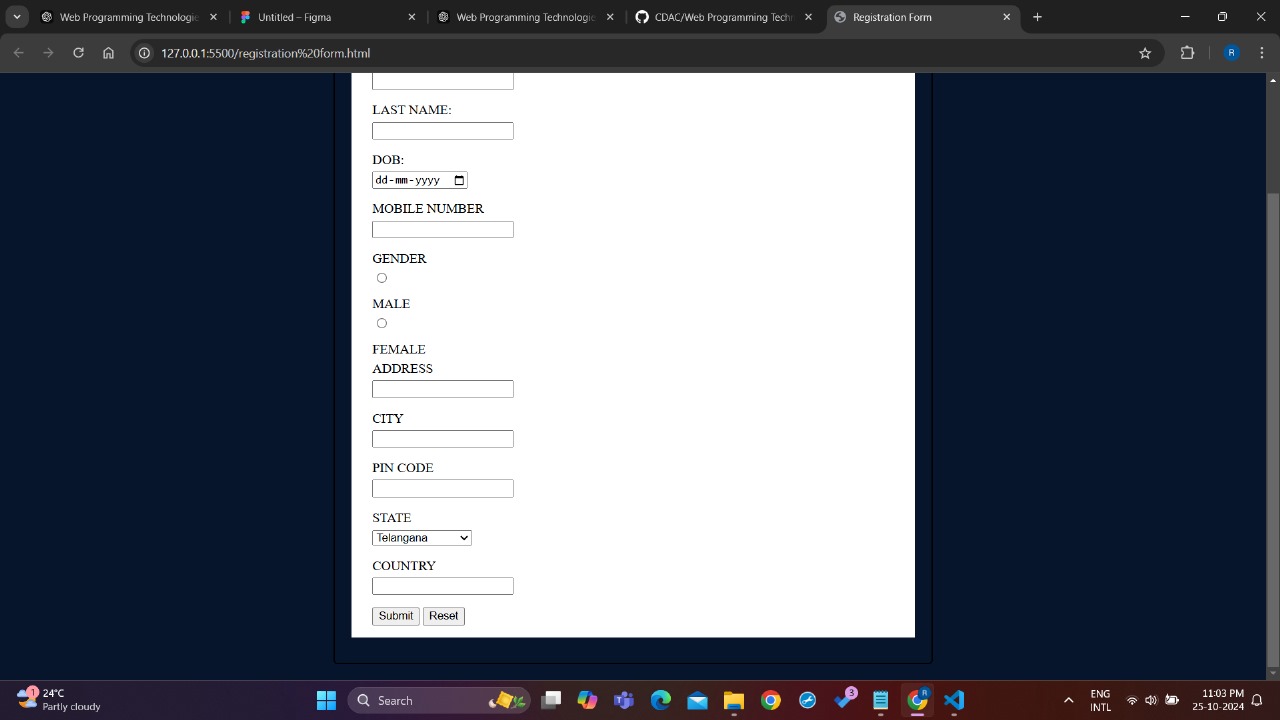 Web Programming Technologie
Untitled – Figma
Web Programming Technologic
CDAC/Web Programming Techn
Registration Form
127.0.0.1:5500/registration%20form.html
R
LAST NAME:
DOB:
dd-mm-yyyy
MOBILE NUMBER
GENDER
MALE
FEMALE
ADDRESS
CITY
PIN CODE
STATE
Telangana
COUNTRY
Submit Reset
1
24°C
Partly cloudy
Search
3
R
ENG
INTL
11:03 PM
25-10-2024